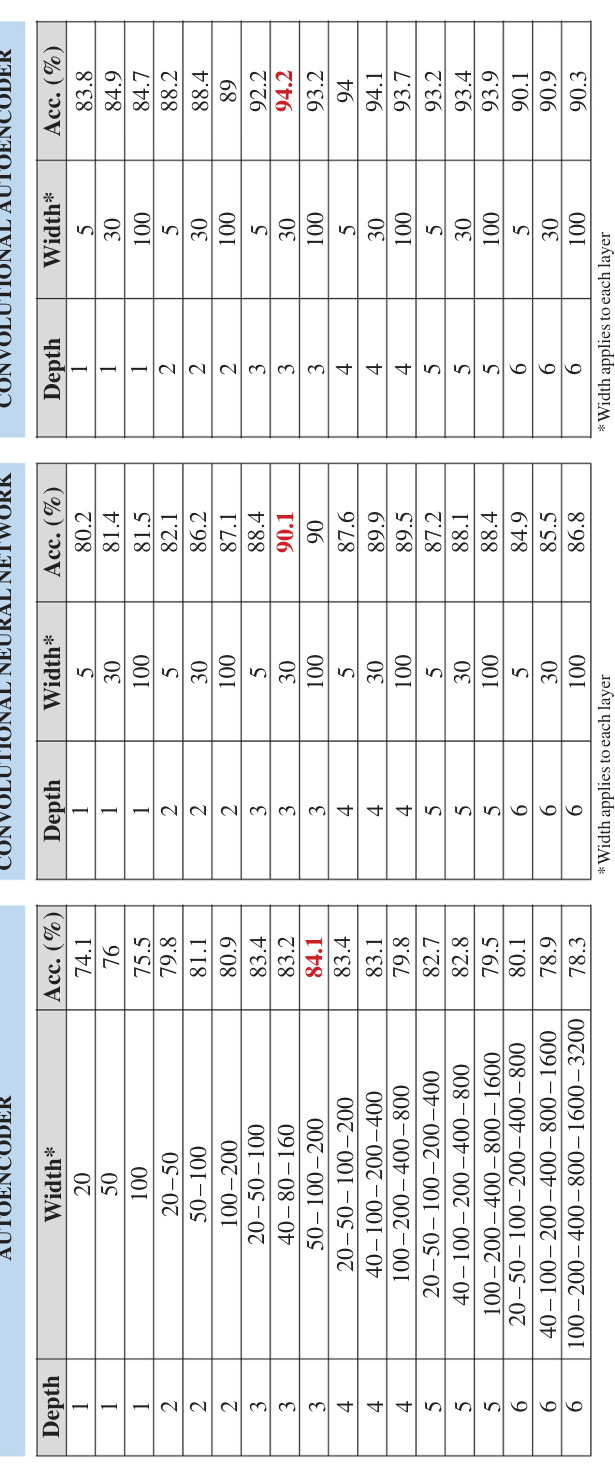 AUTOENCODER
Depth Width* Acc. (%)
1 20 74.1
1 50 76
1 100 75.5
2 20–50 79.8
2 50–100 81.1
2 100–200 80.9
3 20–50–100 83.4
3 40–80–160 83.2
3 50–100–200 84.1
4 20–50–100–200 83.4
4 40–100–200–400 83.1
4 100–200–400–800 79.8
5 20–50–100–200–400 82.7
5 40–100–200–400–800 82.8
5 100–200–400–800–1600 79.5
6 20–50–100–200–400–800 80.1
6 40–100–200–400–800–1600 78.9
6 100–200–400–800–1600–3200 78.3
CONVOLUTIONAL NEURAL NETWORK
Depth Width* Acc. (%)
1 5 80.2
1 30 81.4
1 100 81.5
2 5 82.1
2 30 86.2
2 100 87.1
3 5 88.4
3 30 90.1
3 100 90
4 5 87.6
4 30 89.9
4 100 89.5
5 5 87.2
5 30 88.1
5 100 88.4
6 5 84.9
6 30 85.5
6 100 86.8
*Width applies to each layer
CONVOLUTIONAL AUTOENCODER
Depth Width* Acc. (%)
1 5 83.8
1 30 84.9
1 100 84.7
2 5 88.2
2 30 88.4
2 100 89
3 5 92.2
3 30 94.2
3 100 93.2
4 5 94
4 30 94.1
4 100 93.7
5 5 93.2
5 30 93.4
5 100 93.9
6 5 90.1
6 30 90.9
6 100 90.3
*Width applies to each layer